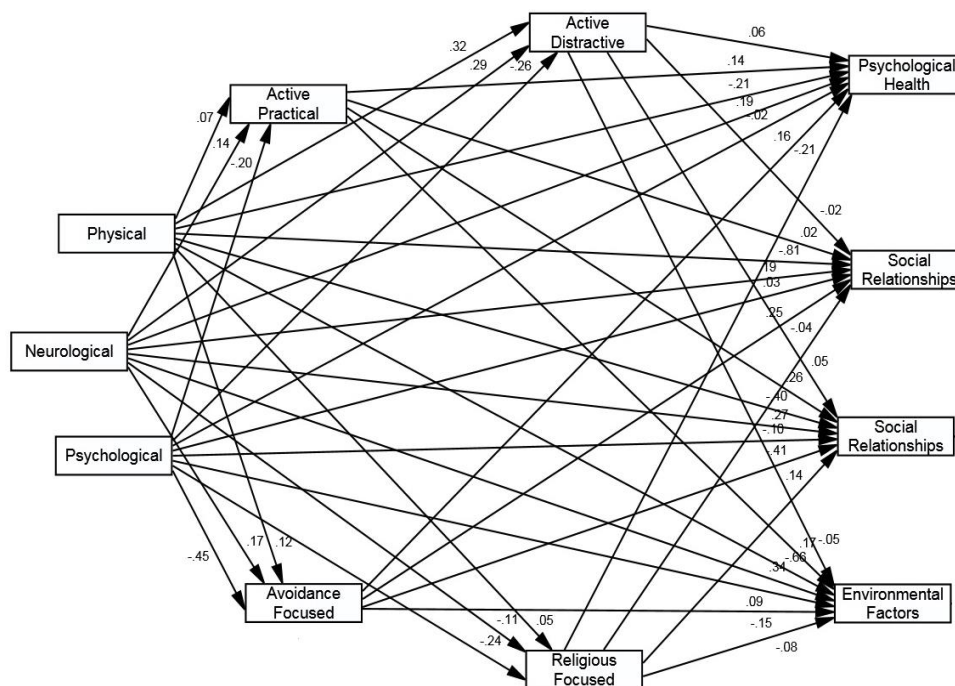 Active
Distractive
.06
.32
.29
-.26
.14
Psychological
Health
Active
Practical
-.21
.19
-.02
.07
.14
.16
-.21
-.20
-.02
Physical
.02
-.81
Social
Relationships
.19
.03
.25
-.04
Neurological
.05
.26
-.40
.27
-.10
Social
Relationships
Psychological
.41
.14
.17
-.05
-.66
.34
-.45
.17
.12
Avoidance
Focused
.09
Environmental
Factors
-.11
.05
-.15
-.24
-.08
Religious
Focused